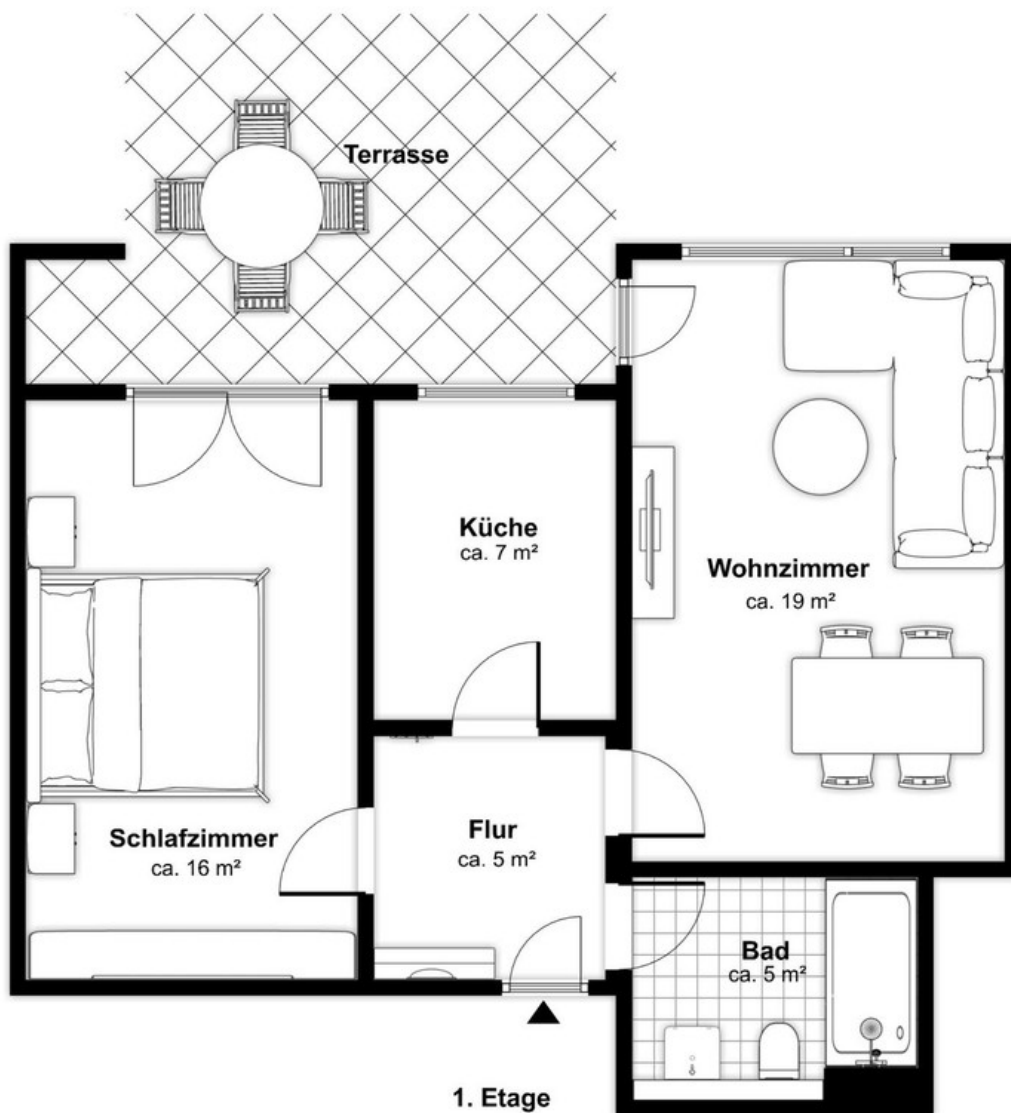 Terrasse
Küche
ca. 7 m²
Wohnzimmer
ca. 19 m²
Schlafzimmer
ca. 16 m²
Flur
ca. 5 m²
Bad
ca. 5 m²
1. Etage